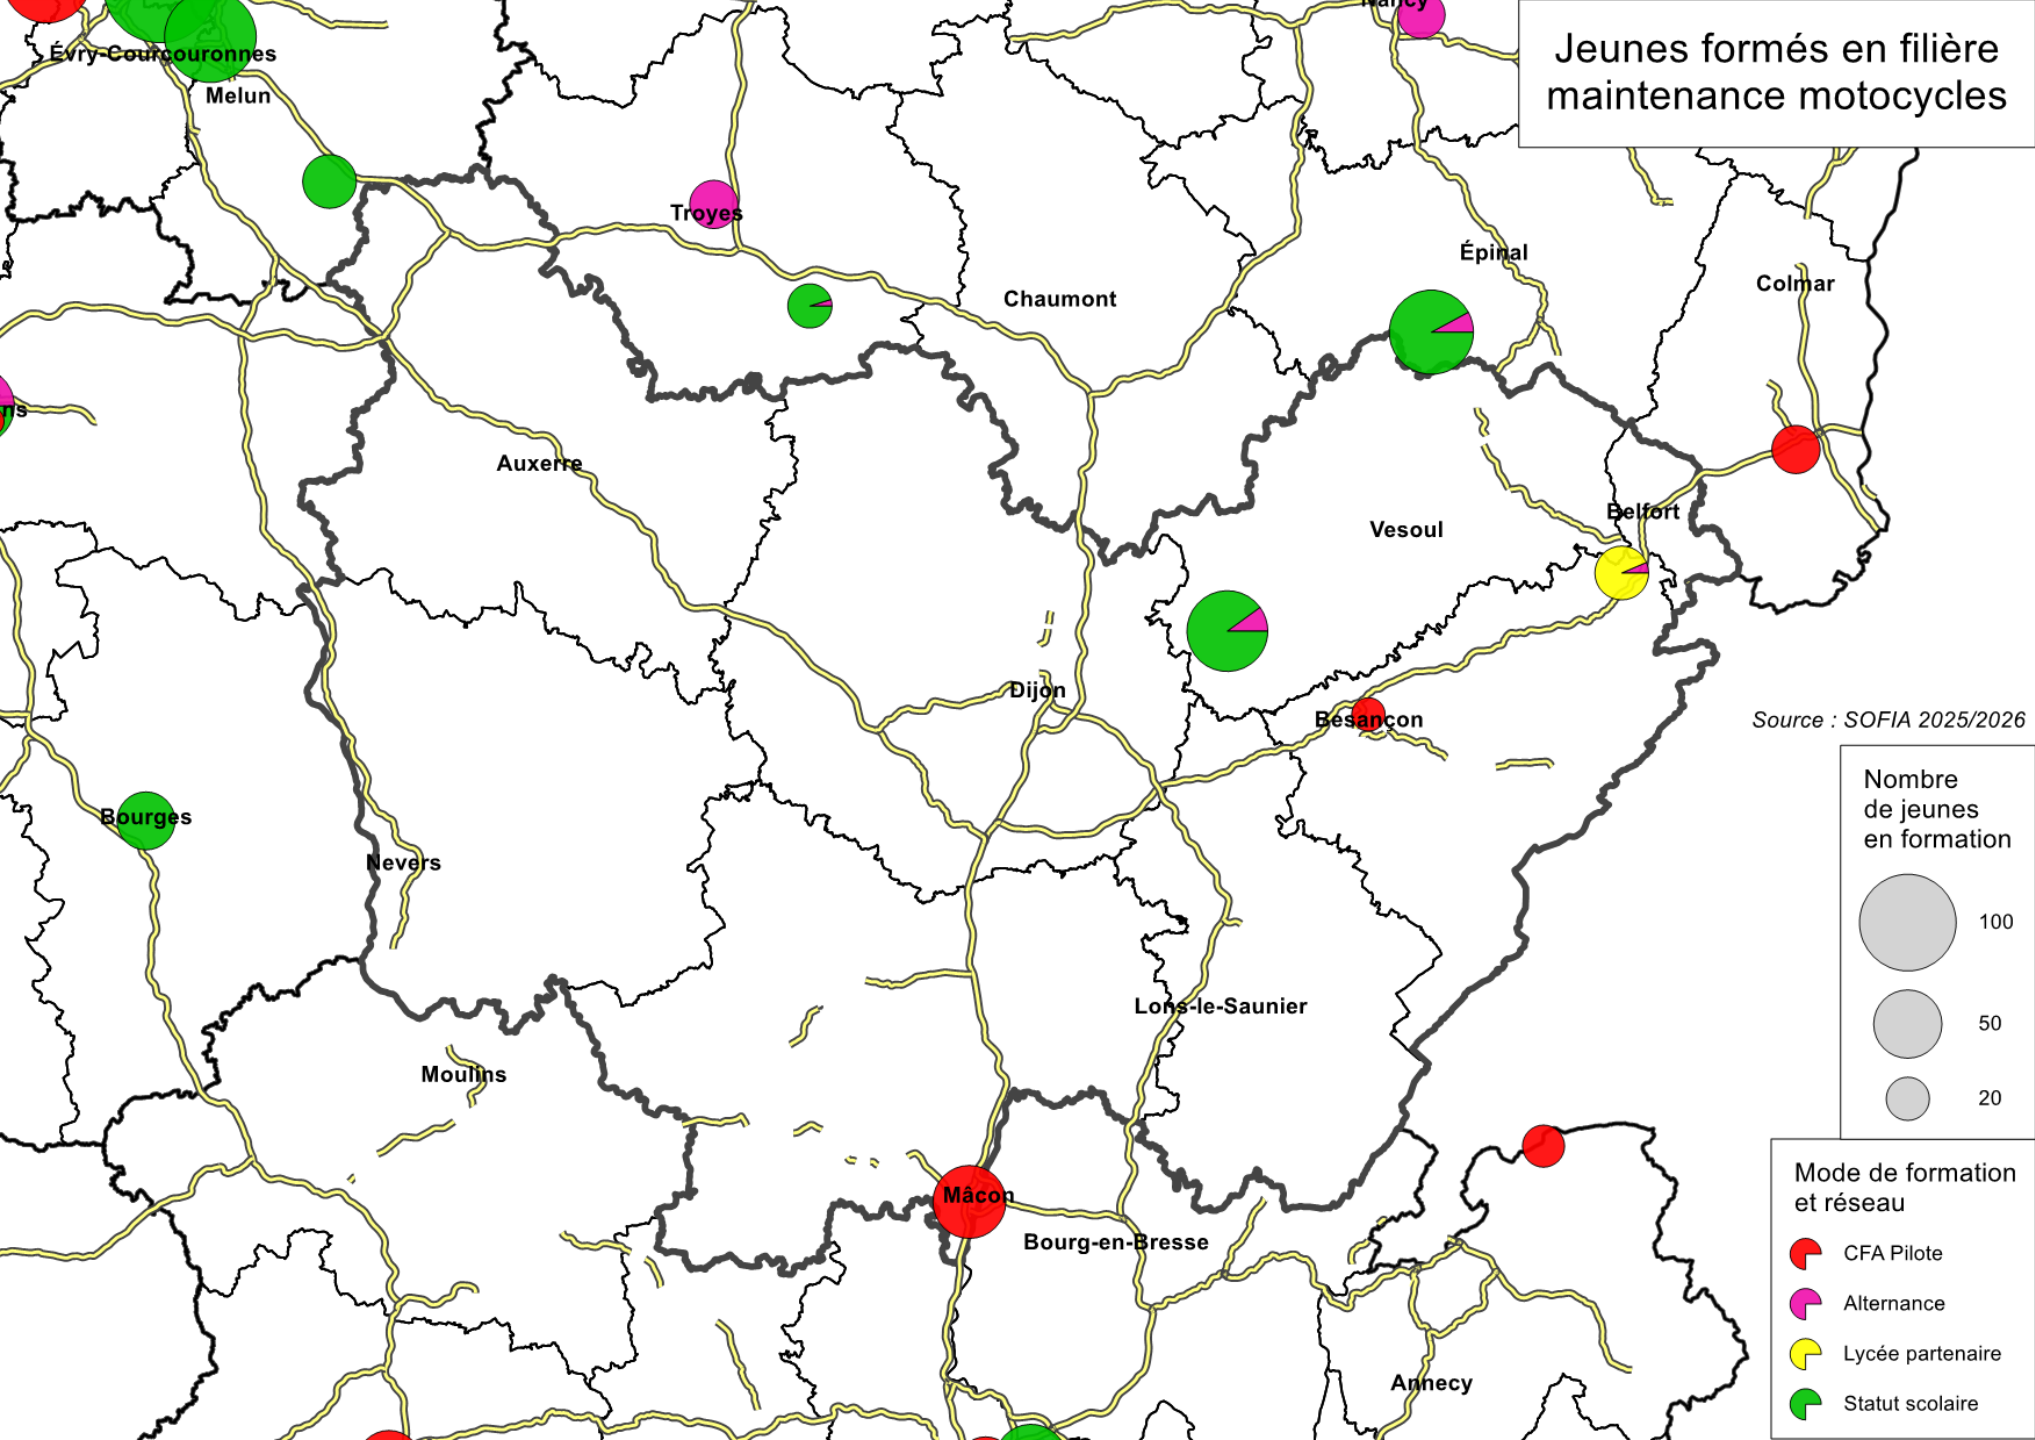 Nancy
Jeunes formés en filière
maintenance motocycles
Évry-Courcouronnes
Melun
Troyes
Épinal
Colmar
Chaumont
ns
Auxerre
Belfort
Vesoul
Dijon
Besançon
Source : SOFIA 2025/2026
Bourges
Nevers
Lons-le-Saunier
Moulins
Mâcon
Bourg-en-Bresse
Annecy
Nombre
de jeunes
en formation
100
50
20
Mode de formation
et réseau
CFA Pilote
Alternance
Lycée partenaire
Statut scolaire